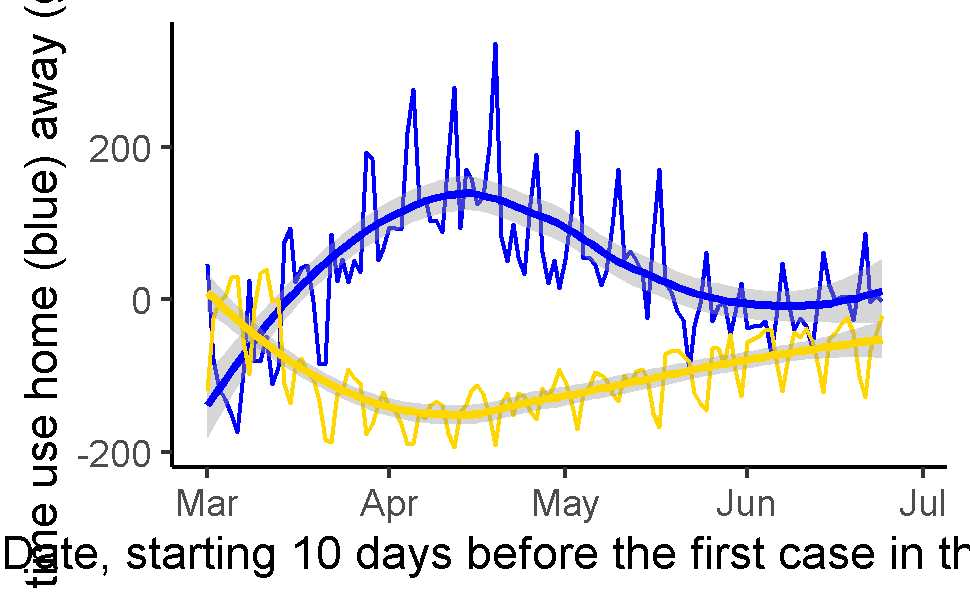 time use home (blue) away (
200
0
-200
Mar Apr May Jun Jul
Date, starting 10 days before the first case in th